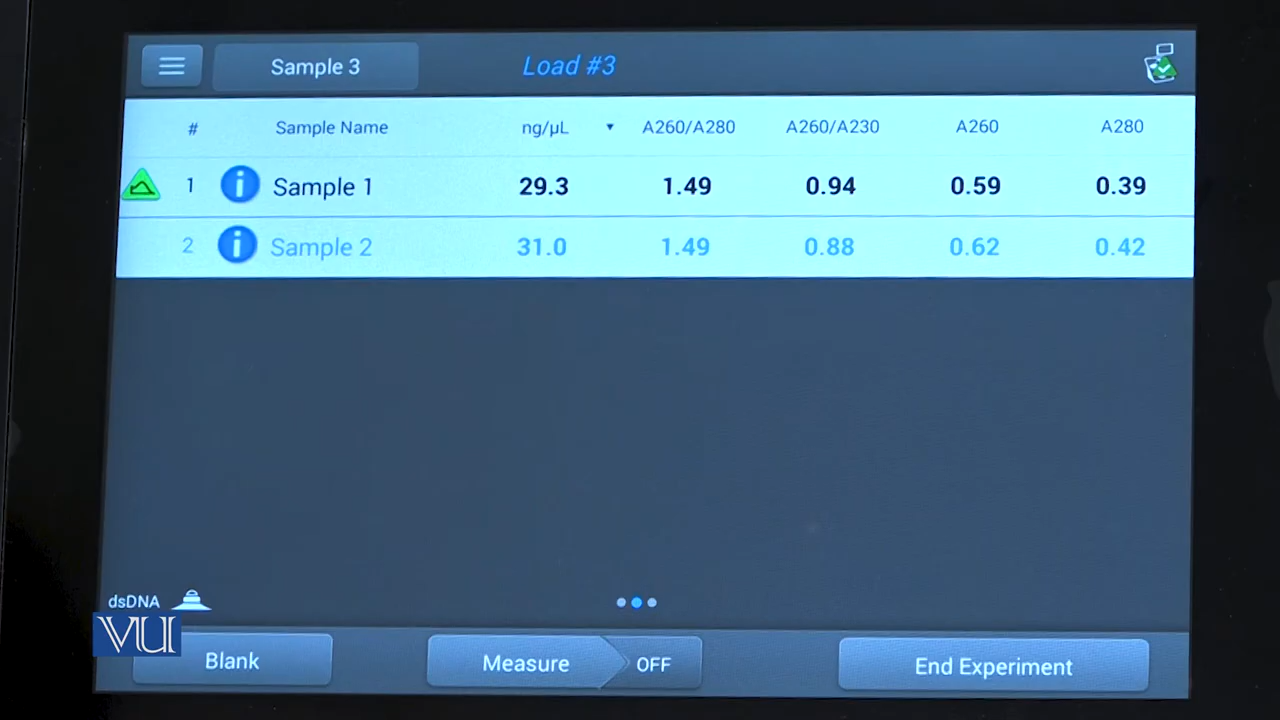 Sample 3 Load #3
# Sample Name ng/µL A260/A280 A260/A230 A260 A280
1 i Sample 1 29.3 1.49 0.94 0.59 0.39
2 i Sample 2 31.0 1.49 0.88 0.62 0.42
dsDNA
VU
Blank Measure OFF End Experiment